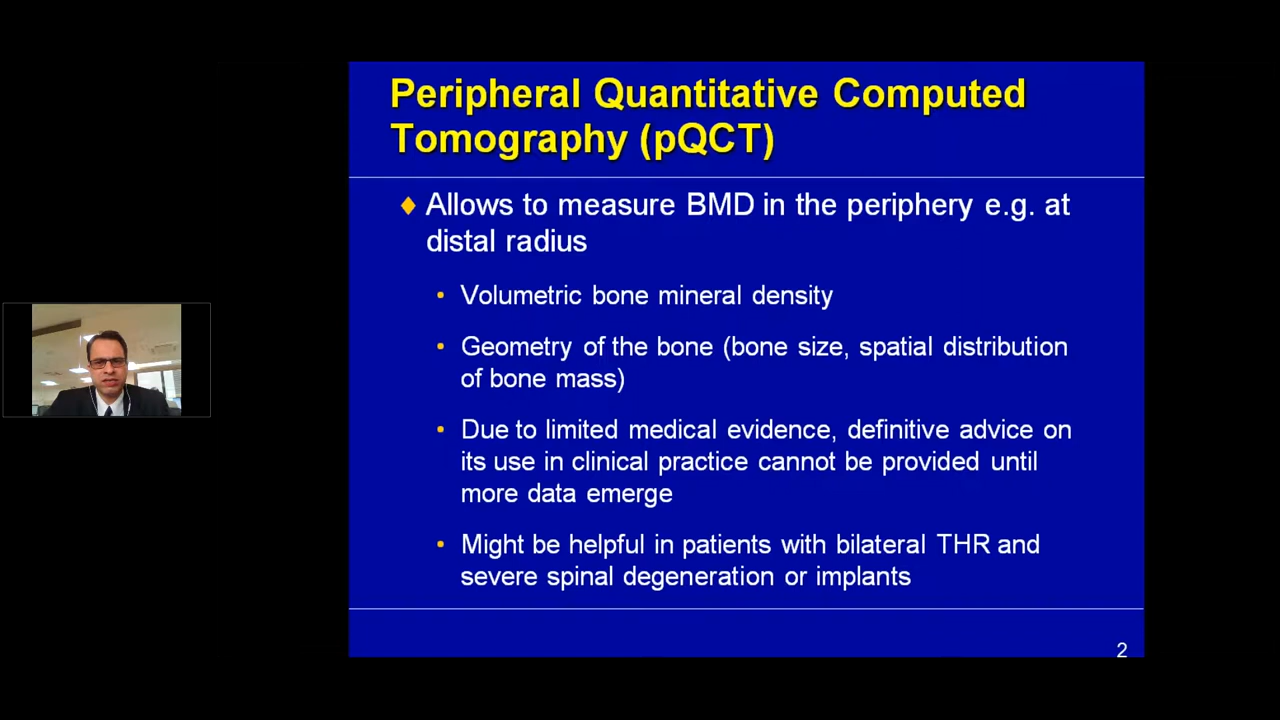 Peripheral Quantitative Computed
Tomography (pQCT)
Allows to measure BMD in the periphery e.g. at
distal radius
Volumetric bone mineral density
Geometry of the bone (bone size, spatial distribution
of bone mass)
Due to limited medical evidence, definitive advice on
its use in clinical practice cannot be provided until
more data emerge
Might be helpful in patients with bilateral THR and
severe spinal degeneration or implants
2